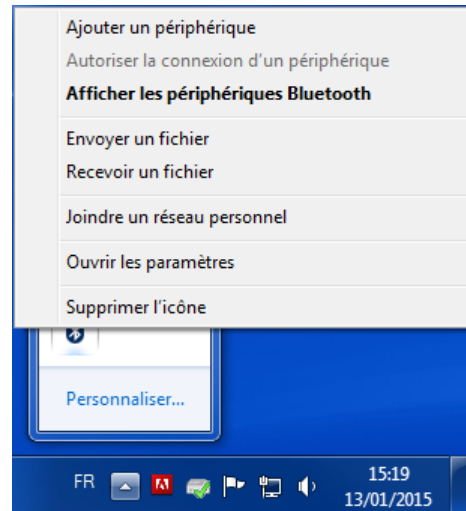 Ajouter un périphérique
Autoriser la connexion d'un périphérique
Afficher les périphériques Bluetooth
Envoyer un fichier
Recevoir un fichier
Joindre un réseau personnel
Ouvrir les paramètres
Supprimer l'icône
Personnaliser...
FR
15:19
13/01/2015